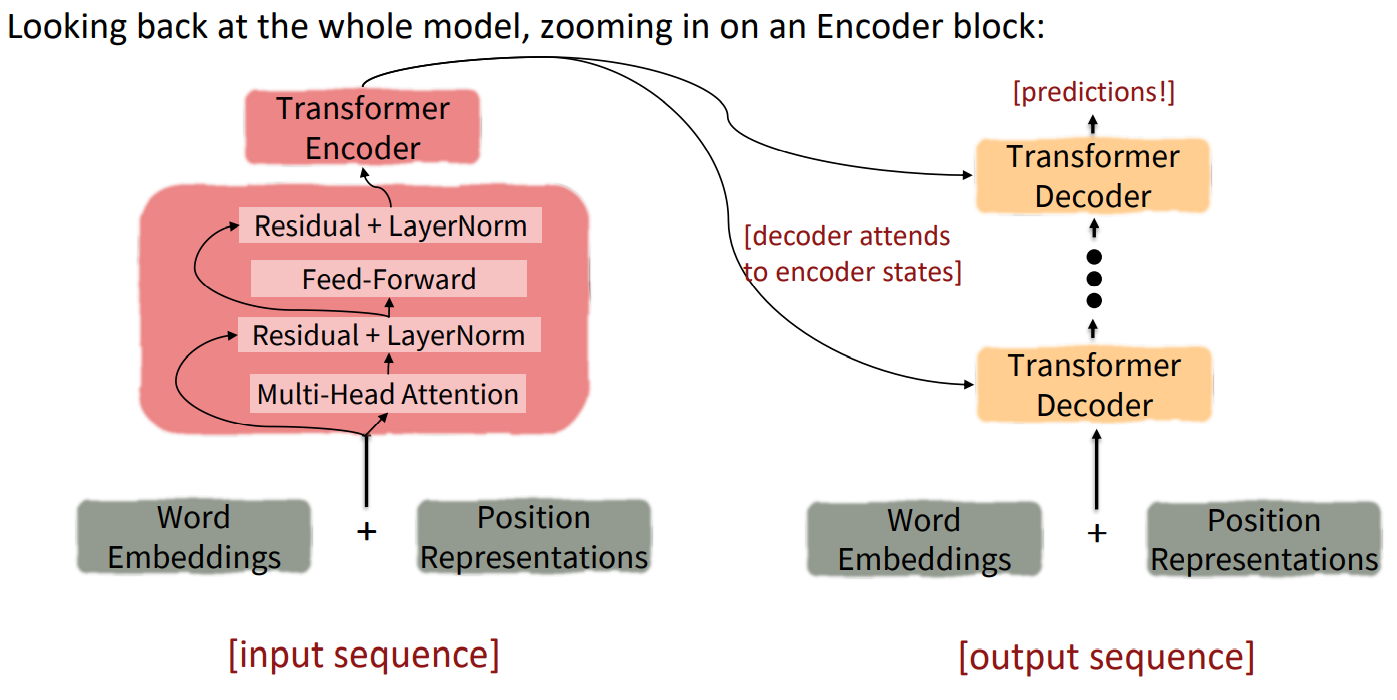 Looking back at the whole model, zooming in on an Encoder block:
Transformer
Encoder
Residual + LayerNorm
Feed-Forward
Residual + LayerNorm
Multi-Head Attention
Word
Embeddings
+
Position
Representations
[input sequence]
[decoder attends
to encoder states]
[predictions!]
Transformer
Decoder
Transformer
Decoder
Word
Embeddings
+
Position
Representations
[output sequence]